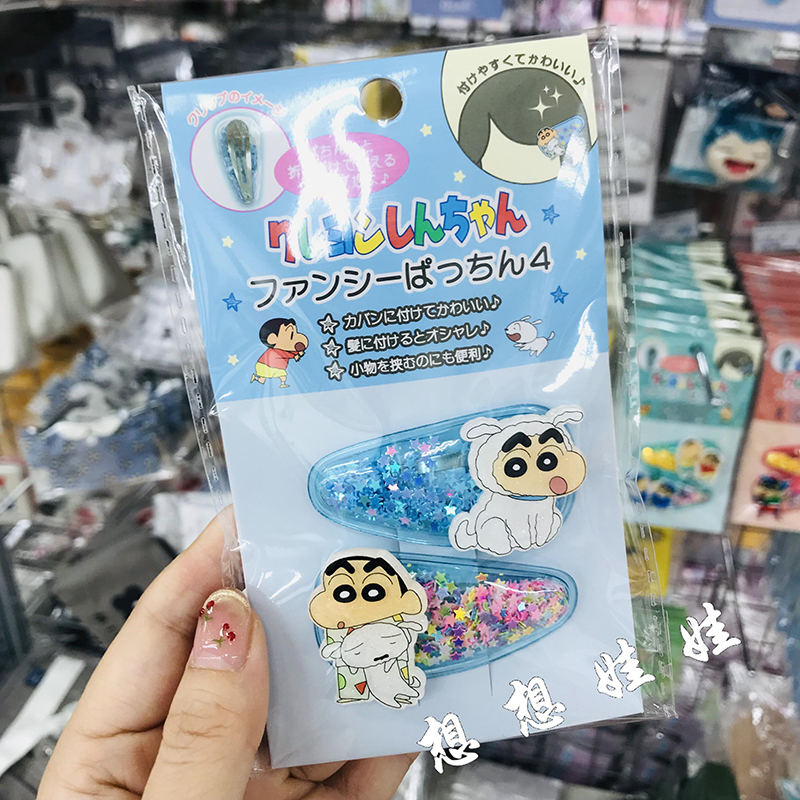 クリップのイメージ
付けやすくてかわいい♪
クレヨンしんちゃん
ファンシーぱっちん4
カバンに付けてかわいい♪
髪に付けるとオシャレ♪
小物を挟むのにも便利♪
想想娃娃